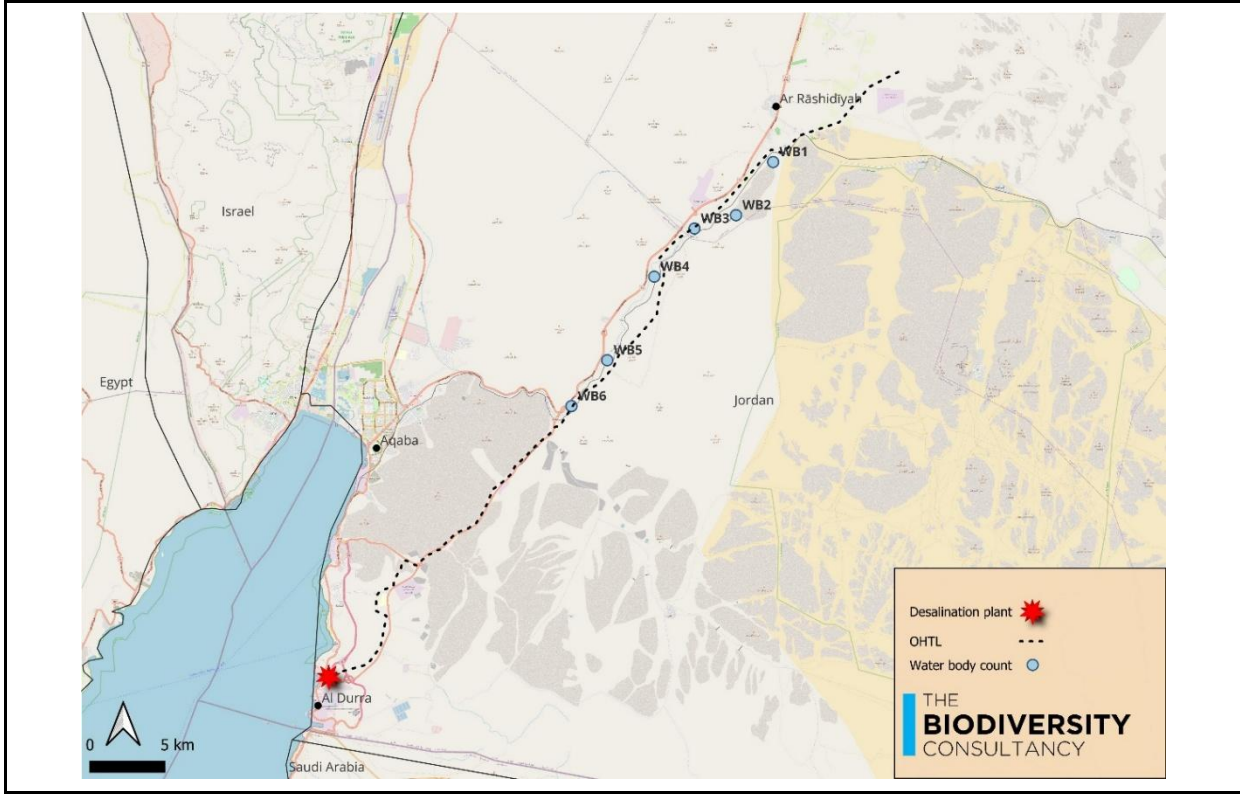 Ar Rāshidīyah
WB1
Israel
WB2
WB3
WB4
WB5
Egypt
Jordan
WB6
Aqaba
Desalination plant
OHTL
Water body count
Al Durra
THE
BIODIVERSITY
CONSULTANCY
0 5 km
Saudi Arabia